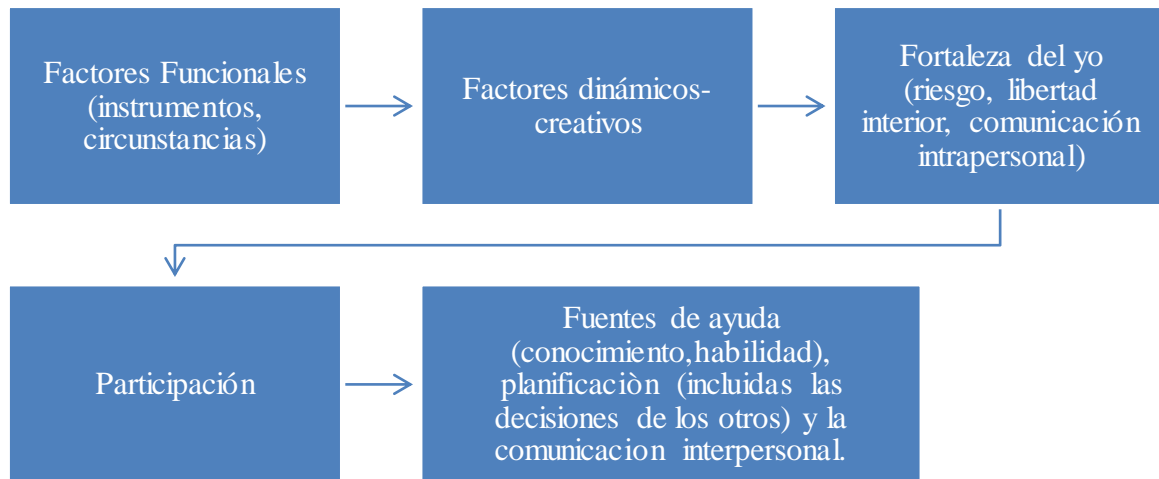 Factores Funcionales
(instrumentos,
circunstancias)
Factores dinámicos-
creativos
Fortaleza del yo
(riesgo, libertad
interior, comunicación
intrapersonal)
Participación
Fuentes de ayuda
(conocimiento,habilidad),
planificaciòn (incluidas las
decisiones de los otros) y la
comunicacion interpersonal.